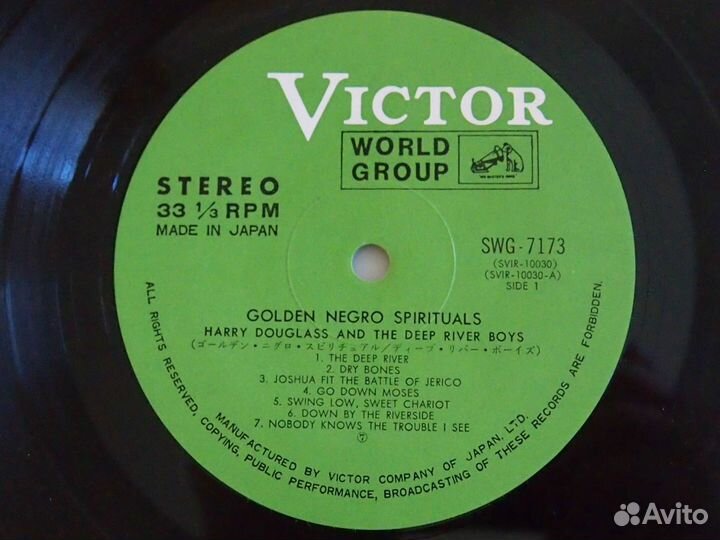 VICTOR
WORLD
GROUP
"HIS MASTER'S VOICE"
STEREO
33 1/3 RPM
MADE IN JAPAN
SWG-7173
(SVIR-10030)
(SVIR-10030-A)
SIDE 1
GOLDEN NEGRO SPIRITUALS
HARRY DOUGLASS AND THE DEEP RIVER BOYS
(ゴールデン・ニグロ・スピリチュアル/ディープ・リバー・ボーイズ)
1. THE DEEP RIVER
2. DRY BONES
3. JOSHUA FIT THE BATTLE OF JERICO
4. GO DOWN MOSES
5. SWING LOW, SWEET CHARIOT
6. DOWN BY THE RIVERSIDE
7. NOBODY KNOWS THE TROUBLE I SEE
⑦
MANUFACTURED BY VICTOR COMPANY OF JAPAN, LTD.
ALL RIGHTS RESERVED, COPYING, PUBLIC PERFORMANCE, BROADCASTING OF THESE RECORDS ARE FORBIDDEN.
Avito